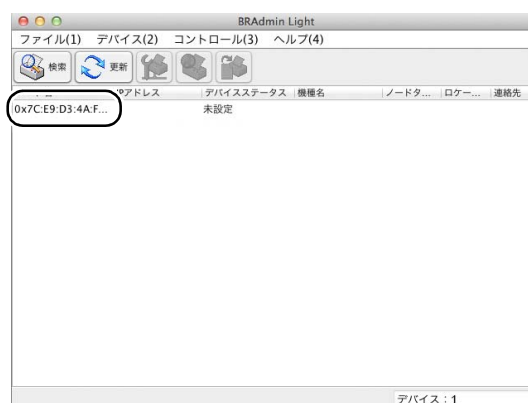 BRAdmin Light
ファイル(1) デバイス(2) コントロール(3) ヘルプ(4)
検索 更新
Pアドレス デバイスステータス 機種名 ノードタ... ロケー... 連絡先
0x7C:E9:D3:4A:F... 未設定
デバイス：1